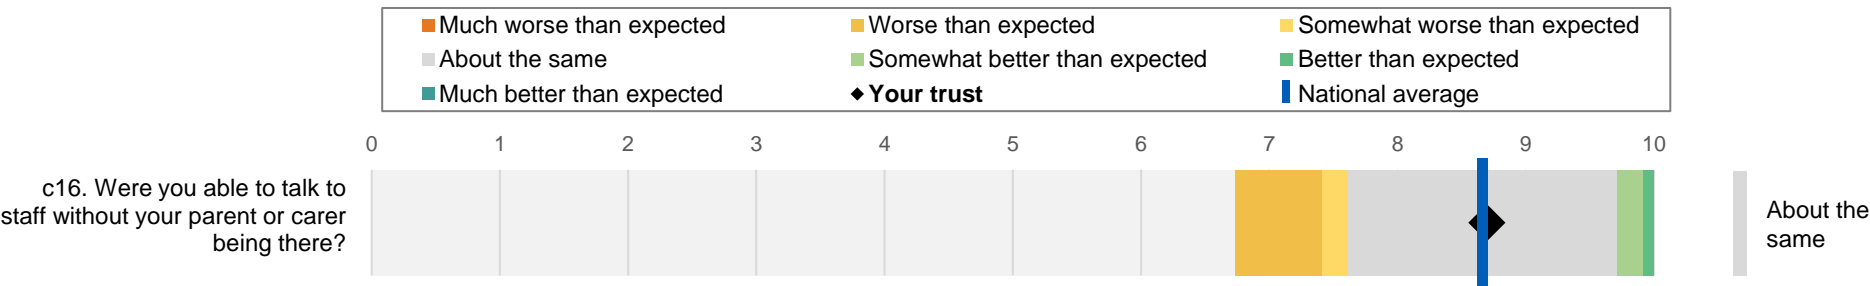 Much worse than expected
Worse than expected
Somewhat worse than expected
About the same
Somewhat better than expected
Better than expected
Much better than expected
Your trust
National average
0 1 2 3 4 5 6 7 8 9 10
c16. Were you able to talk to
staff without your parent or carer
being there?
About the
same